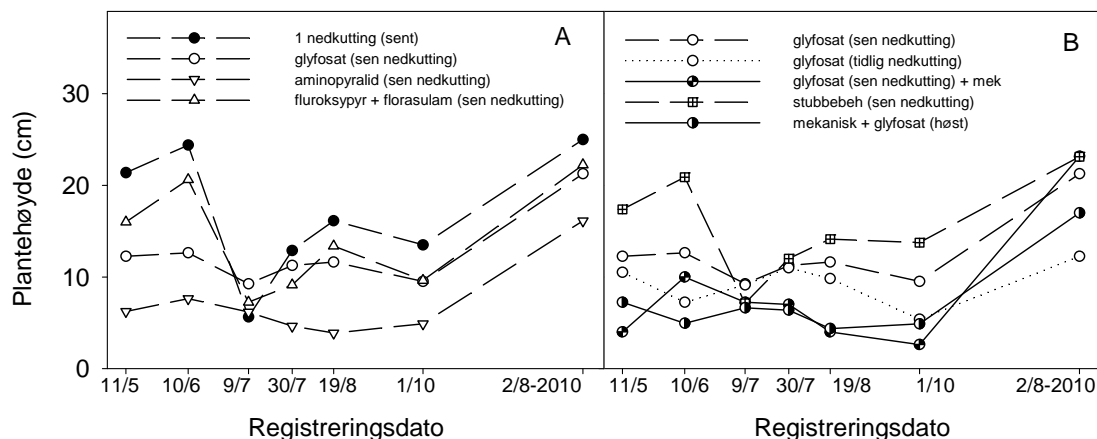 A
1 nedkutting (sent)
glyfosat (sen nedkutting)
aminopyralid (sen nedkutting)
fluroksypyr + florasulam (sen nedkutting)
B
glyfosat (sen nedkutting)
glyfosat (tidlig nedkutting)
glyfosat (sen nedkutting) + mek
stubbebeh (sen nedkutting)
mekanisk + glyfosat (høst)
Plantehøyde (cm)
30
20
10
0
11/5 10/6 9/7 30/7 19/8 1/10 2/8-2010
11/5 10/6 9/7 30/7 19/8 1/10 2/8-2010
Registreringsdato
Registreringsdato